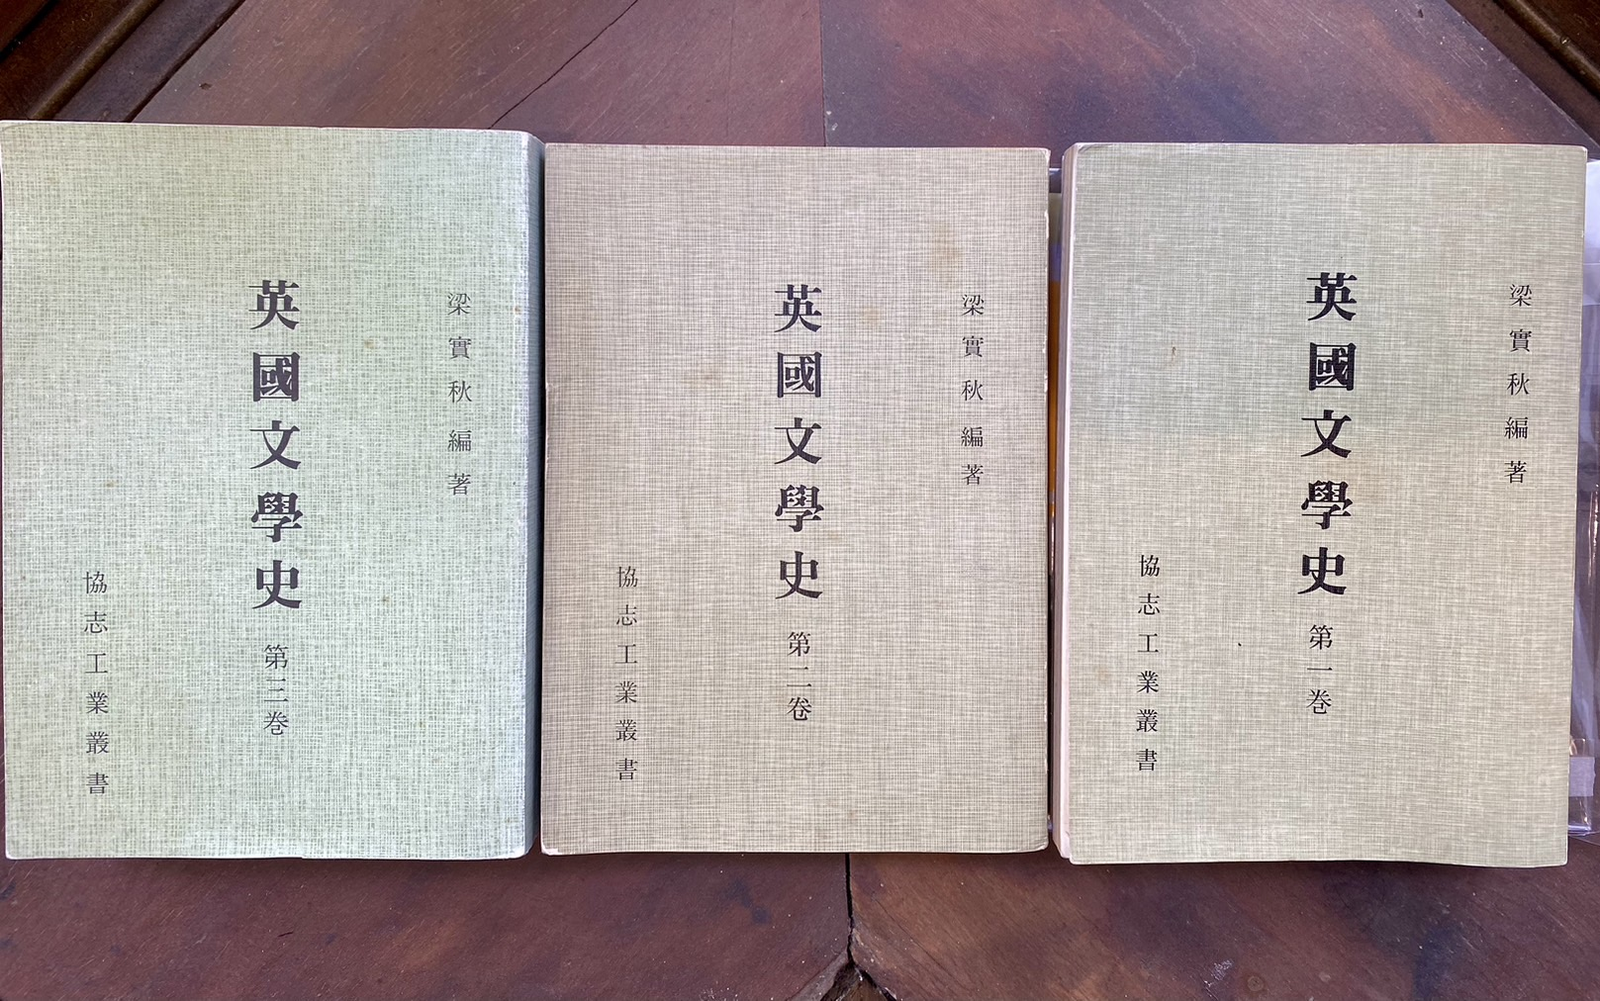 梁實秋編著
英國文學史 第一卷
協志工業叢書
梁實秋編著
英國文學史 第二卷
協志工業叢書
梁實秋編著
英國文學史 第三卷
協志工業叢書